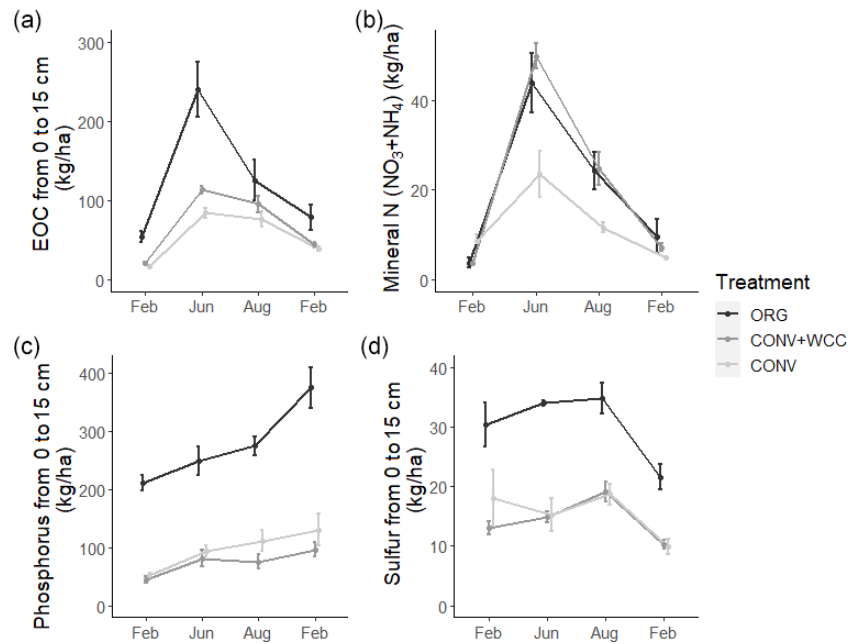 (a)
EOC from 0 to 15 cm
(kg/ha)
300
200
100
0
Feb Jun Aug Feb
(b)
Mineral N (NO₃+NH₄) (kg/ha)
40
20
0
Feb Jun Aug Feb
(c)
Phosphorus from 0 to 15 cm
(kg/ha)
400
300
200
100
0
Feb Jun Aug Feb
(d)
Sulfur from 0 to 15 cm
(kg/ha)
40
30
20
10
0
Feb Jun Aug Feb
Treatment
ORG
CONV+WCC
CONV